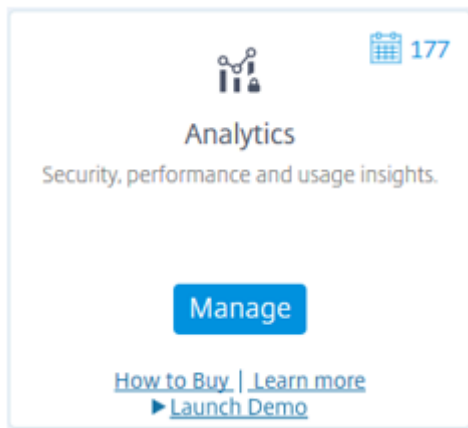 177
Analytics
Security, performance and usage insights.
Manage
How to Buy | Learn more
▶ Launch Demo